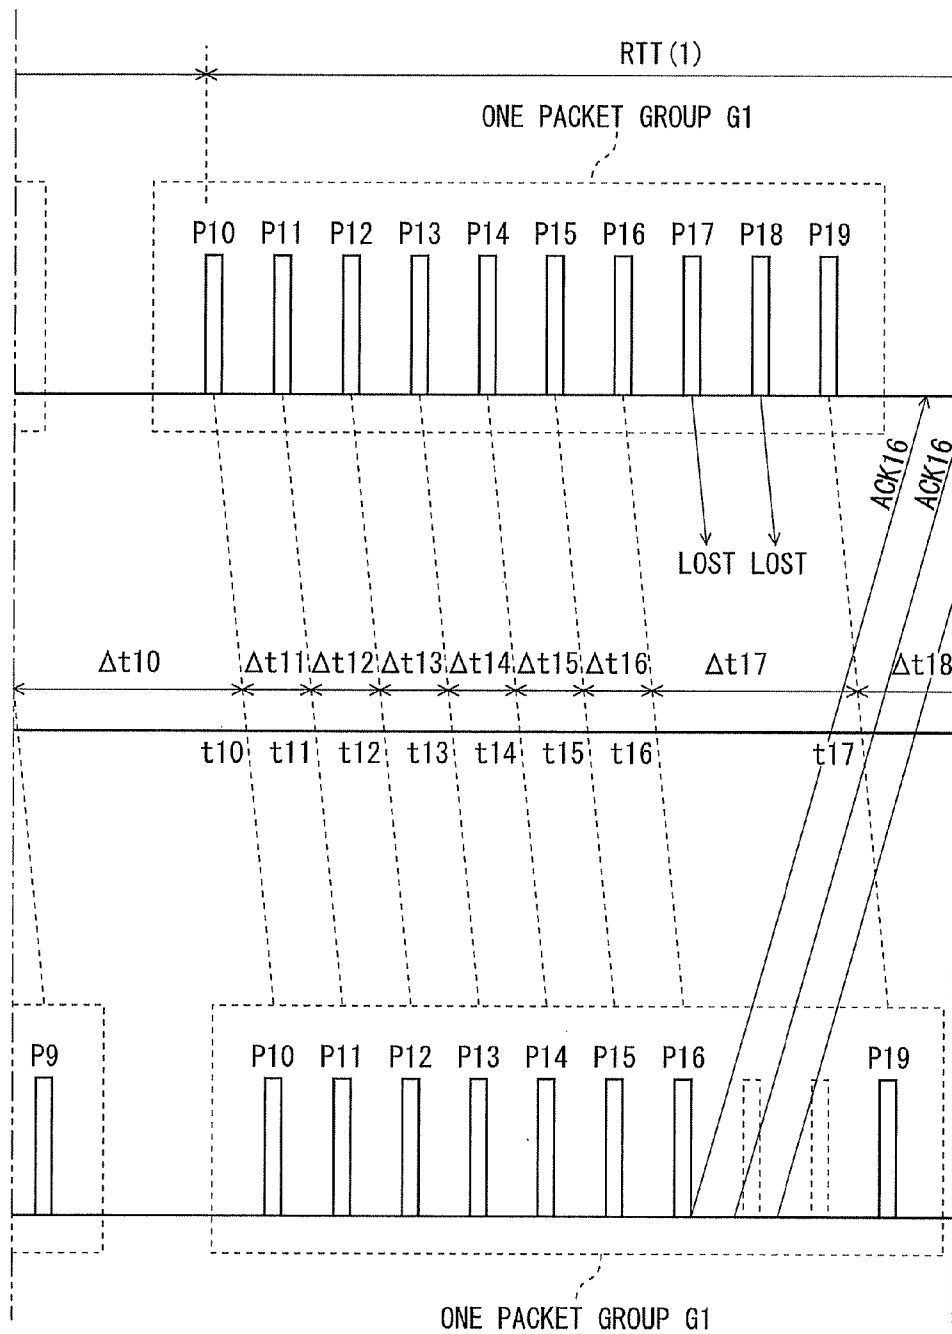 RTT(1)
ONE PACKET GROUP G1
P10 P11 P12 P13 P14 P15 P16 P17 P18 P19
ACK16 ACK16
LOST LOST
Δt10 Δt11 Δt12 Δt13 Δt14 Δt15 Δt16 Δt17 Δt18
t10 t11 t12 t13 t14 t15 t16 t17
P9 P10 P11 P12 P13 P14 P15 P16 P19
ONE PACKET GROUP G1